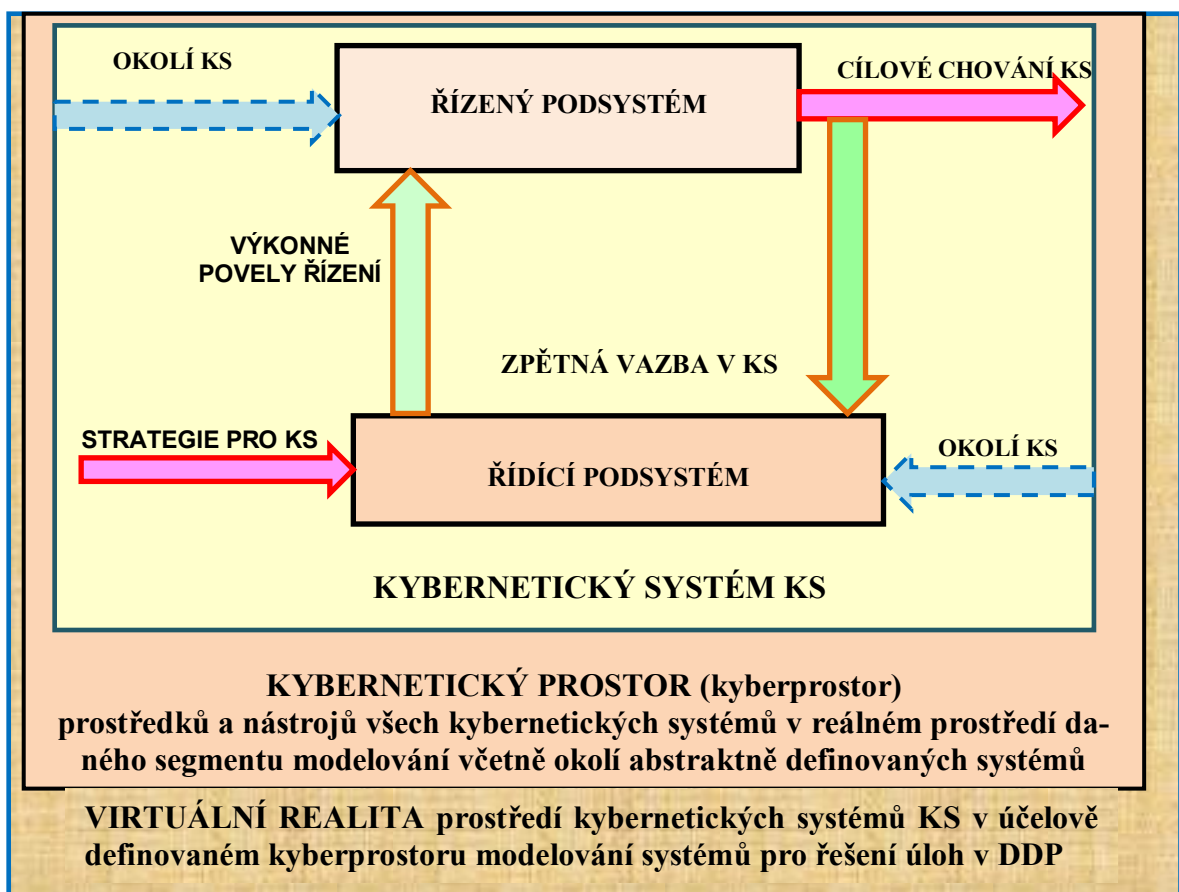 OKOLÍ KS
CÍLOVÉ CHOVÁNÍ KS
ŘÍZENÝ PODSYSTÉM
VÝKONNÉ
POVELY ŘÍZENÍ
ZPĚTNÁ VAZBA V KS
STRATEGIE PRO KS
OKOLÍ KS
ŘÍDÍCÍ PODSYSTÉM
KYBERNETICKÝ SYSTÉM KS
KYBERNETICKÝ PROSTOR (kyberprostor)
prostředků a nástrojů všech kybernetických systémů v reálném prostředí da-
ného segmentu modelování včetně okolí abstraktně definovaných systémů
VIRTUÁLNÍ REALITA prostředí kybernetických systémů KS v účelově
definovaném kyberprostoru modelování systémů pro řešení úloh v DDP